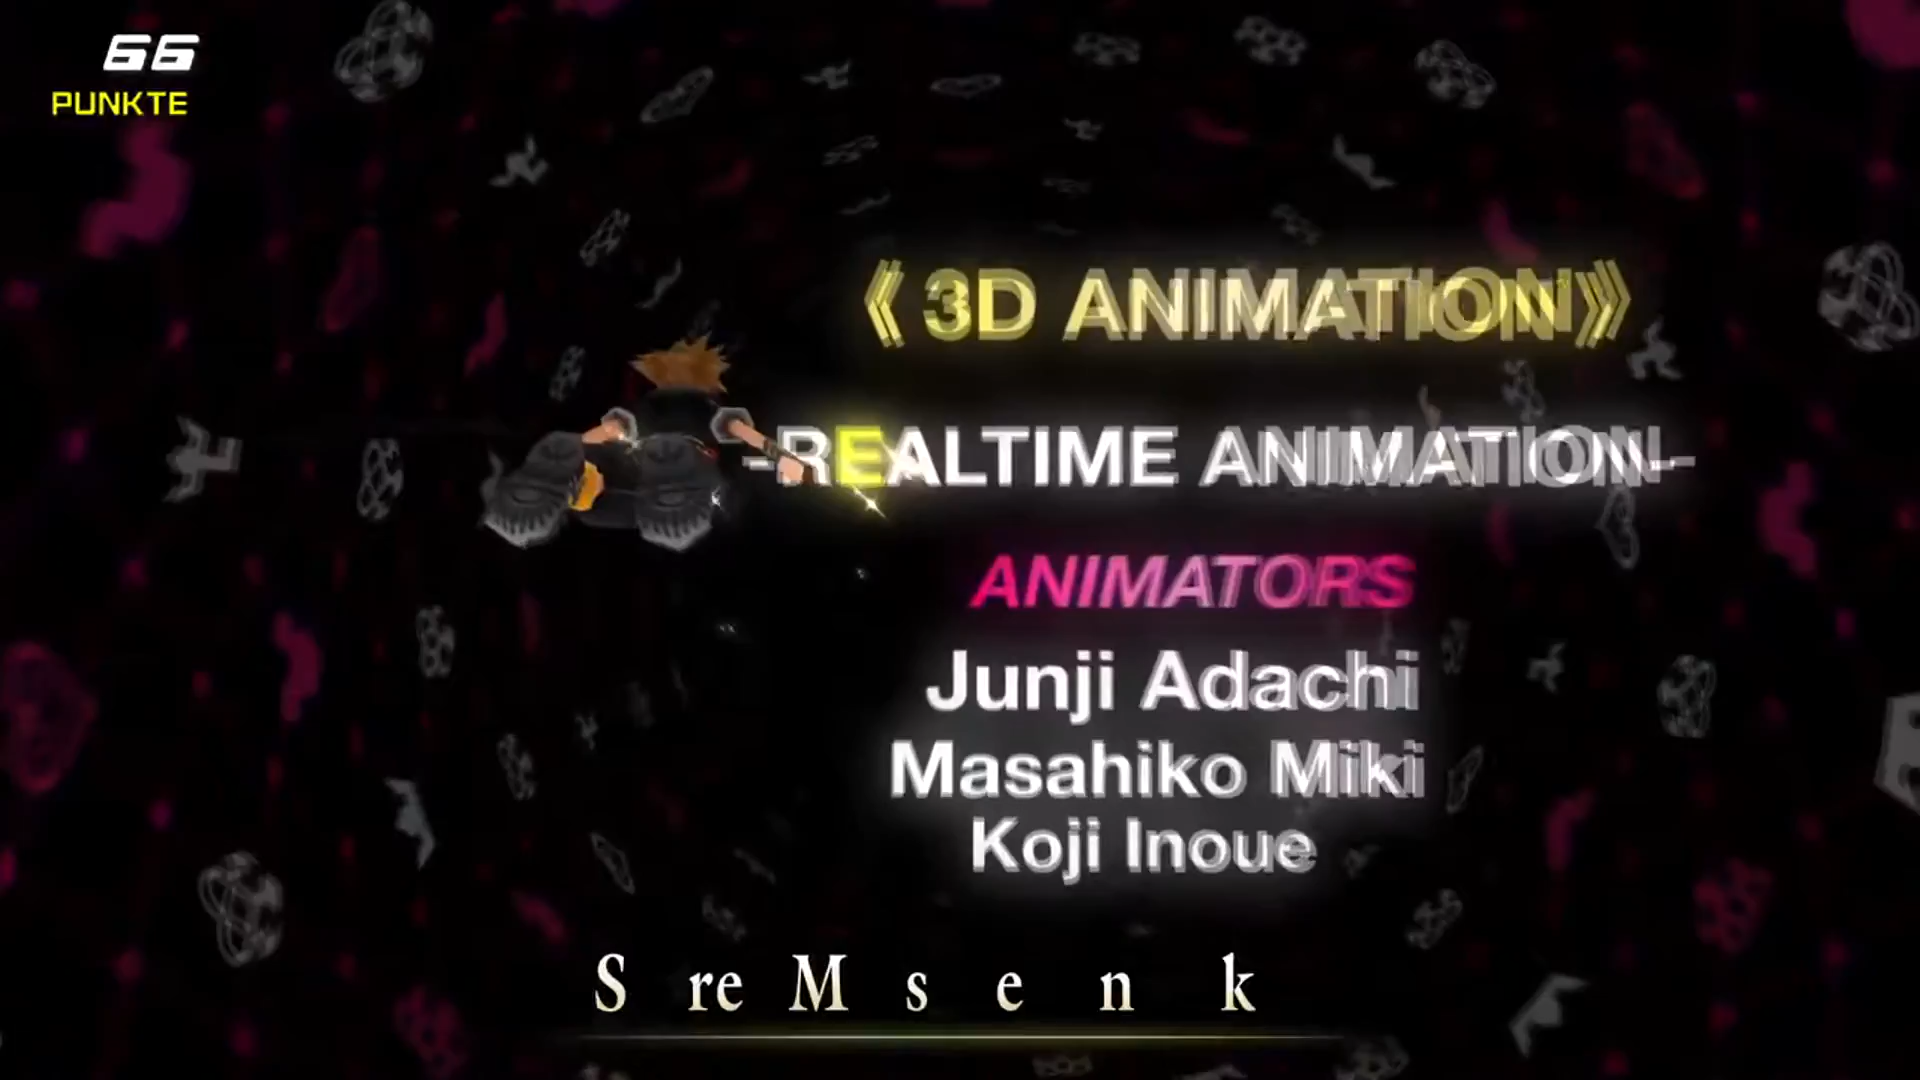 66
PUNKTE
《3D ANIMATION》
-REALTIME ANIMATION-
ANIMATORS
Junji Adachi
Masahiko Miki
Koji Inoue
S re M s e n k